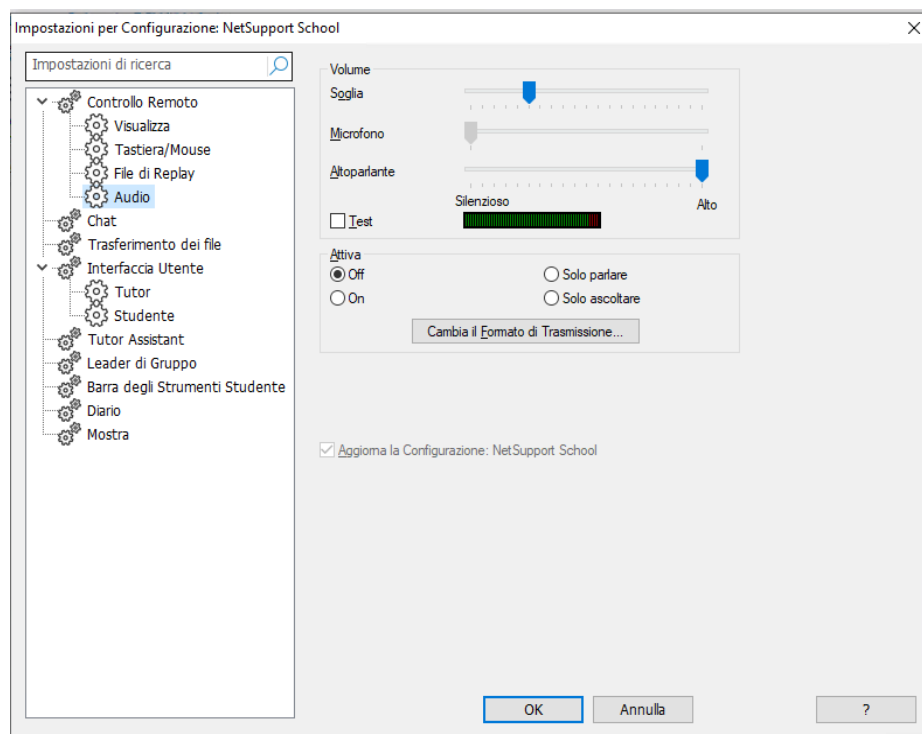 Impostazioni per Configurazione: NetSupport School
Impostazioni di ricerca
Controllo Remoto
Visualizza
Tastiera/Mouse
File di Replay
Audio
Chat
Trasferimento dei file
Interfaccia Utente
Tutor
Studente
Tutor Assistant
Leader di Gruppo
Barra degli Strumenti Studente
Diario
Mostra
Volume
Soglia
Microfono
Altoparlante
Silenzioso Alto
Test
Attiva
Off Solo parlare
On Solo ascoltare
Cambia il Formato di Trasmissione...
Aggiorna la Configurazione: NetSupport School
OK Annulla ?